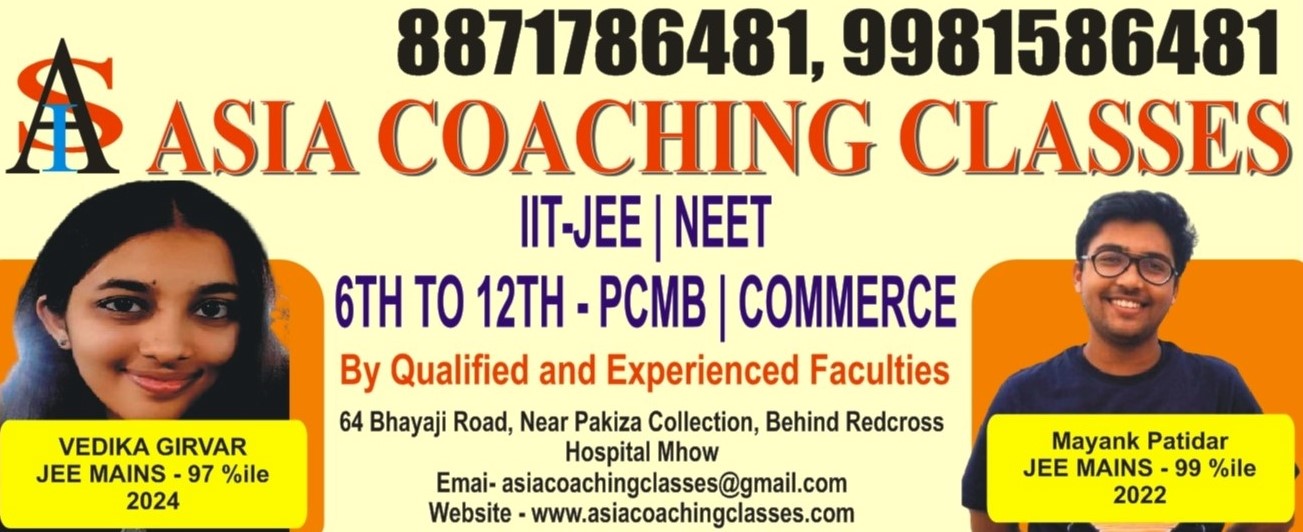 8871786481, 9981586481
ASIA
ASIA COACHING CLASSES
IIT-JEE | NEET
6TH TO 12TH - PCMB | COMMERCE
By Qualified and Experienced Faculties
64 Bhayaji Road, Near Pakiza Collection, Behind Redcross
Hospital Mhow
Emai- asiacoachingclasses@gmail.com
Website - www.asiacoachingclasses.com
VEDIKA GIRVAR
JEE MAINS - 97 %ile
2024
Mayank Patidar
JEE MAINS - 99 %ile
2022